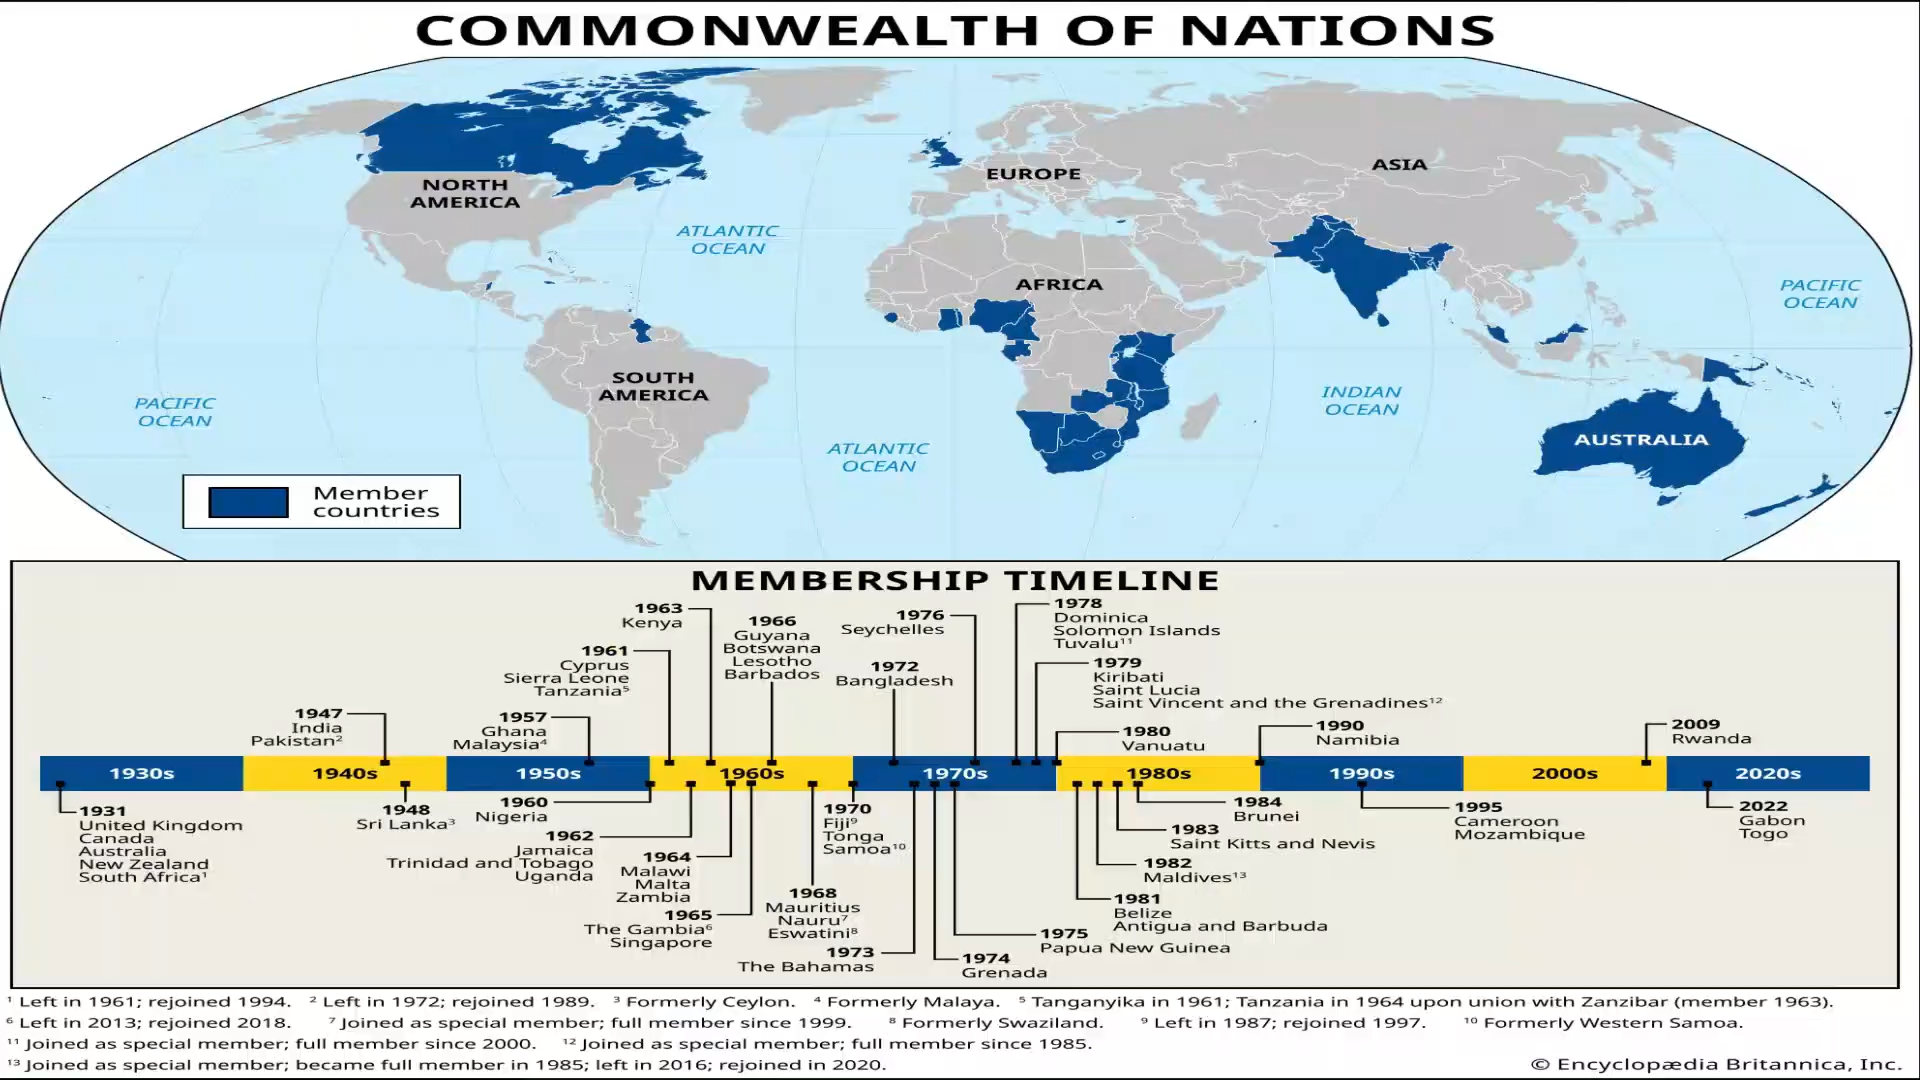 COMMONWEALTH OF NATIONS
NORTH
AMERICA
EUROPE
ASIA
ATLANTIC
OCEAN
AFRICA
PACIFIC
OCEAN
SOUTH
AMERICA
PACIFIC
OCEAN
INDIAN
OCEAN
ATLANTIC
OCEAN
AUSTRALIA
Member
countries
MEMBERSHIP TIMELINE
1963
Kenya
1961
Cyprus
Sierra Leone
Tanzania⁵
1966
Guyana
Botswana
Lesotho
Barbados
1976
Seychelles
1972
Bangladesh
1978
Dominica
Solomon Islands
Tuvalu¹¹
1979
Kiribati
Saint Lucia
Saint Vincent and the Grenadines¹²
1947
India
Pakistan²
1957
Ghana
Malaysia⁴
1980
Vanuatu
1990
Namibia
2009
Rwanda
1930s 1940s 1950s 1960s 1970s 1980s 1990s 2000s 2020s
1931
United Kingdom
Canada
Australia
New Zealand
South Africa¹
1948
Sri Lanka³
1960
Nigeria
1962
Jamaica
Trinidad and Tobago
Uganda
1964
Malawi
Malta
Zambia
1965
The Gambia⁶
Singapore
1968
Mauritius
Nauru⁷
Eswatini⁸
1970
Fiji⁹
Tonga
Samoa¹⁰
1973
The Bahamas
1974
Grenada
1975
Papua New Guinea
1981
Belize
Antigua and Barbuda
1982
Maldives¹³
1983
Saint Kitts and Nevis
1984
Brunei
1995
Cameroon
Mozambique
2022
Gabon
Togo
¹ Left in 1961; rejoined 1994. ² Left in 1972; rejoined 1989. ³ Formerly Ceylon. ⁴ Formerly Malaya. ⁵ Tanganyika in 1961; Tanzania in 1964 upon union with Zanzibar (member 1963).
⁶ Left in 2013; rejoined 2018. ⁷ Joined as special member; full member since 1999. ⁸ Formerly Swaziland. ⁹ Left in 1987; rejoined 1997. ¹⁰ Formerly Western Samoa.
¹¹ Joined as special member; full member since 2000. ¹² Joined as special member; full member since 1985.
¹³ Joined as special member; became full member in 1985; left in 2016; rejoined in 2020.
© Encyclopædia Britannica, Inc.